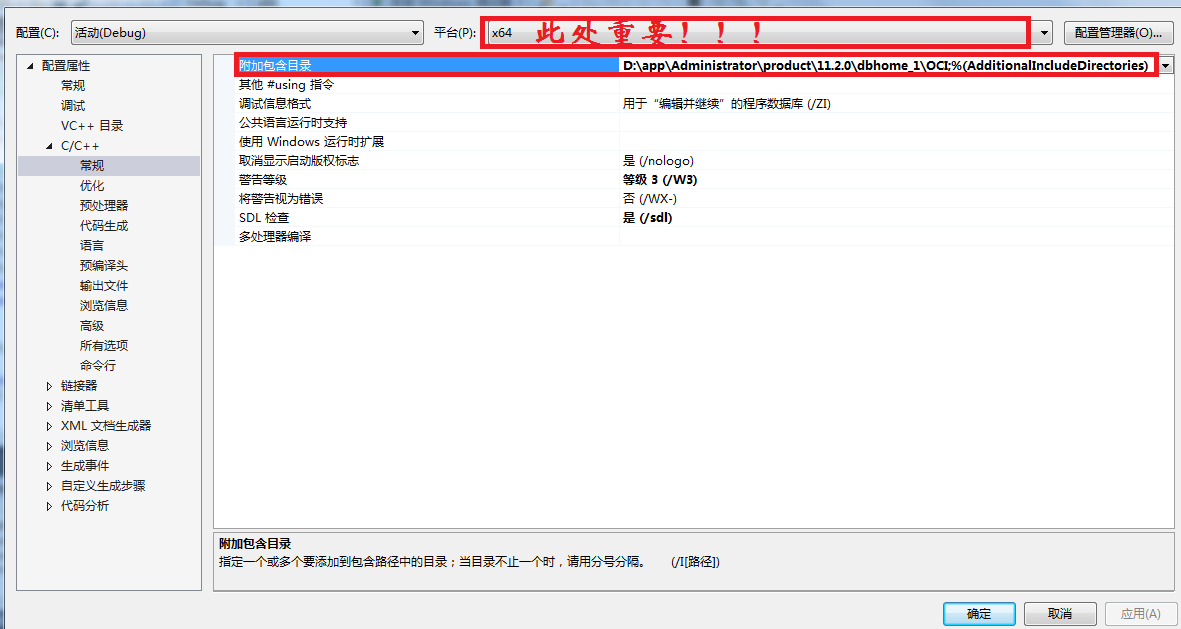 配置(C): 活动(Debug) 平台(P): x64 此处重要！！！ 配置管理器(O)...
配置属性
常规
调试
VC++ 目录
C/C++
常规
优化
预处理器
代码生成
语言
预编译头
输出文件
浏览信息
高级
所有选项
命令行
链接器
清单工具
XML 文档生成器
浏览信息
生成事件
自定义生成步骤
代码分析
附加包含目录 D:\app\Administrator\product\11.2.0\dbhome_1\OCI;%(AdditionalIncludeDirectories)
其他 #using 指令
调试信息格式 用于“编辑并继续”的程序数据库 (/ZI)
公共语言运行时支持
使用 Windows 运行时扩展
取消显示启动版权标志 是 (/nologo)
警告等级 等级 3 (/W3)
将警告视为错误 否 (/WX-)
SDL 检查 是 (/sdl)
多处理器编译
附加包含目录
指定一个或多个要添加到包含路径中的目录；当目录不止一个时，请用分号分隔。 (/I[路径])
确定 取消 应用(A)